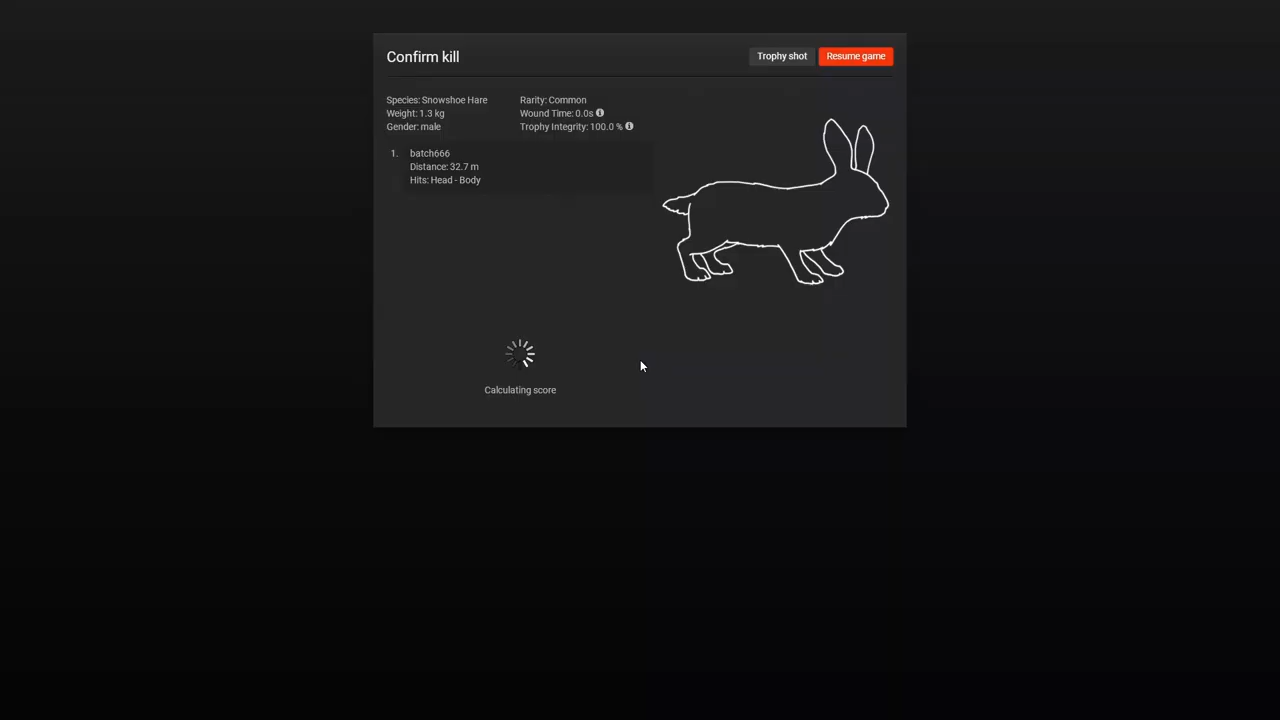 Confirm kill
Trophy shot
Resume game
Species: Snowshoe Hare
Weight: 1.3 kg
Gender: male
Rarity: Common
Wound Time: 0.0s
Trophy Integrity: 100.0 %
1. batch666
Distance: 32.7 m
Hits: Head - Body
Calculating score